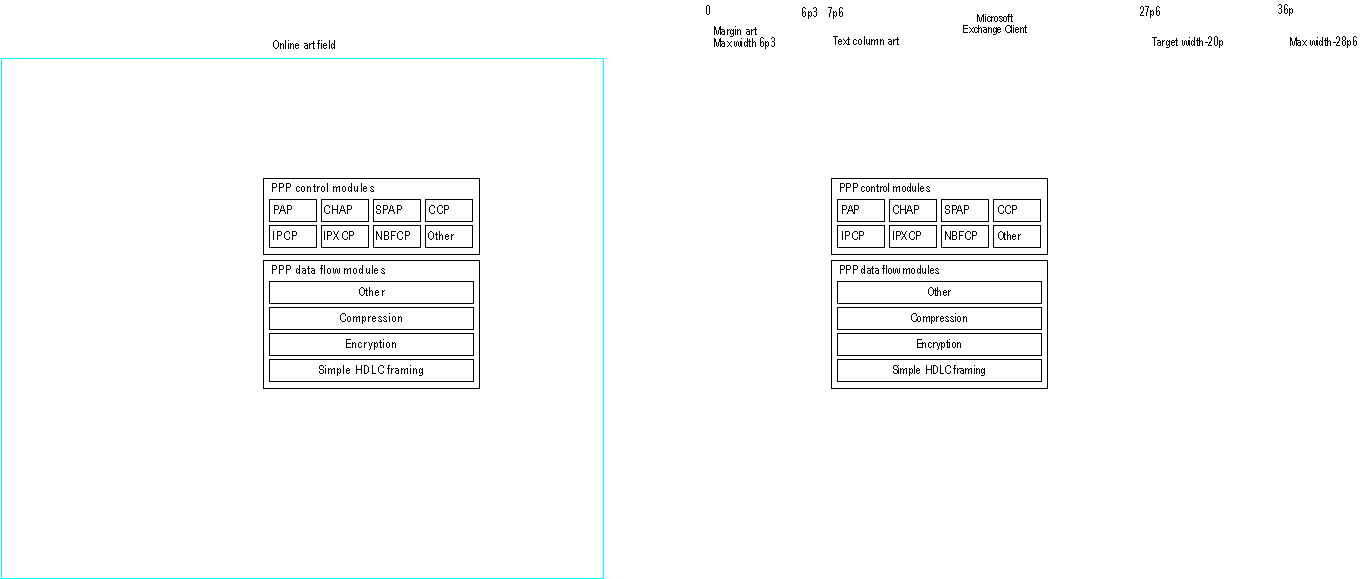 0
6p3
7p6
Microsoft
Exchange Client
27p6
36p
Margin art
Max width 6p3
Text column art
Target width-20p
Max width-28p6
Online artfield
PPP control modules
PAP
CHAP
SPAP
CCP
IPCP
IPXCP
NBFCP
Other
PPP data flow modules
Other
Compression
Encryption
Simple HDLC framing
PPP control modules
PAP
CHAP
SPAP
CCP
IPCP
IPXCP
NBFCP
Other
PPP data flow modules
Other
Compression
Encryption
Simple HDLC framing